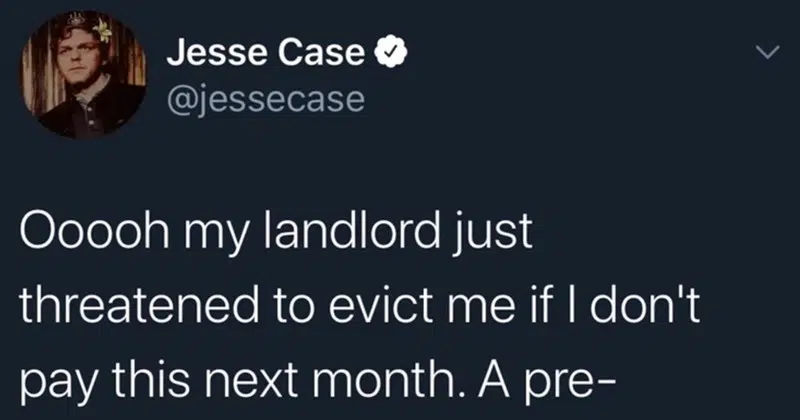 Jesse Case
@jessecase
Ooooh my landlord just
threatened to evict me if I don't
pay this next month. A pre-